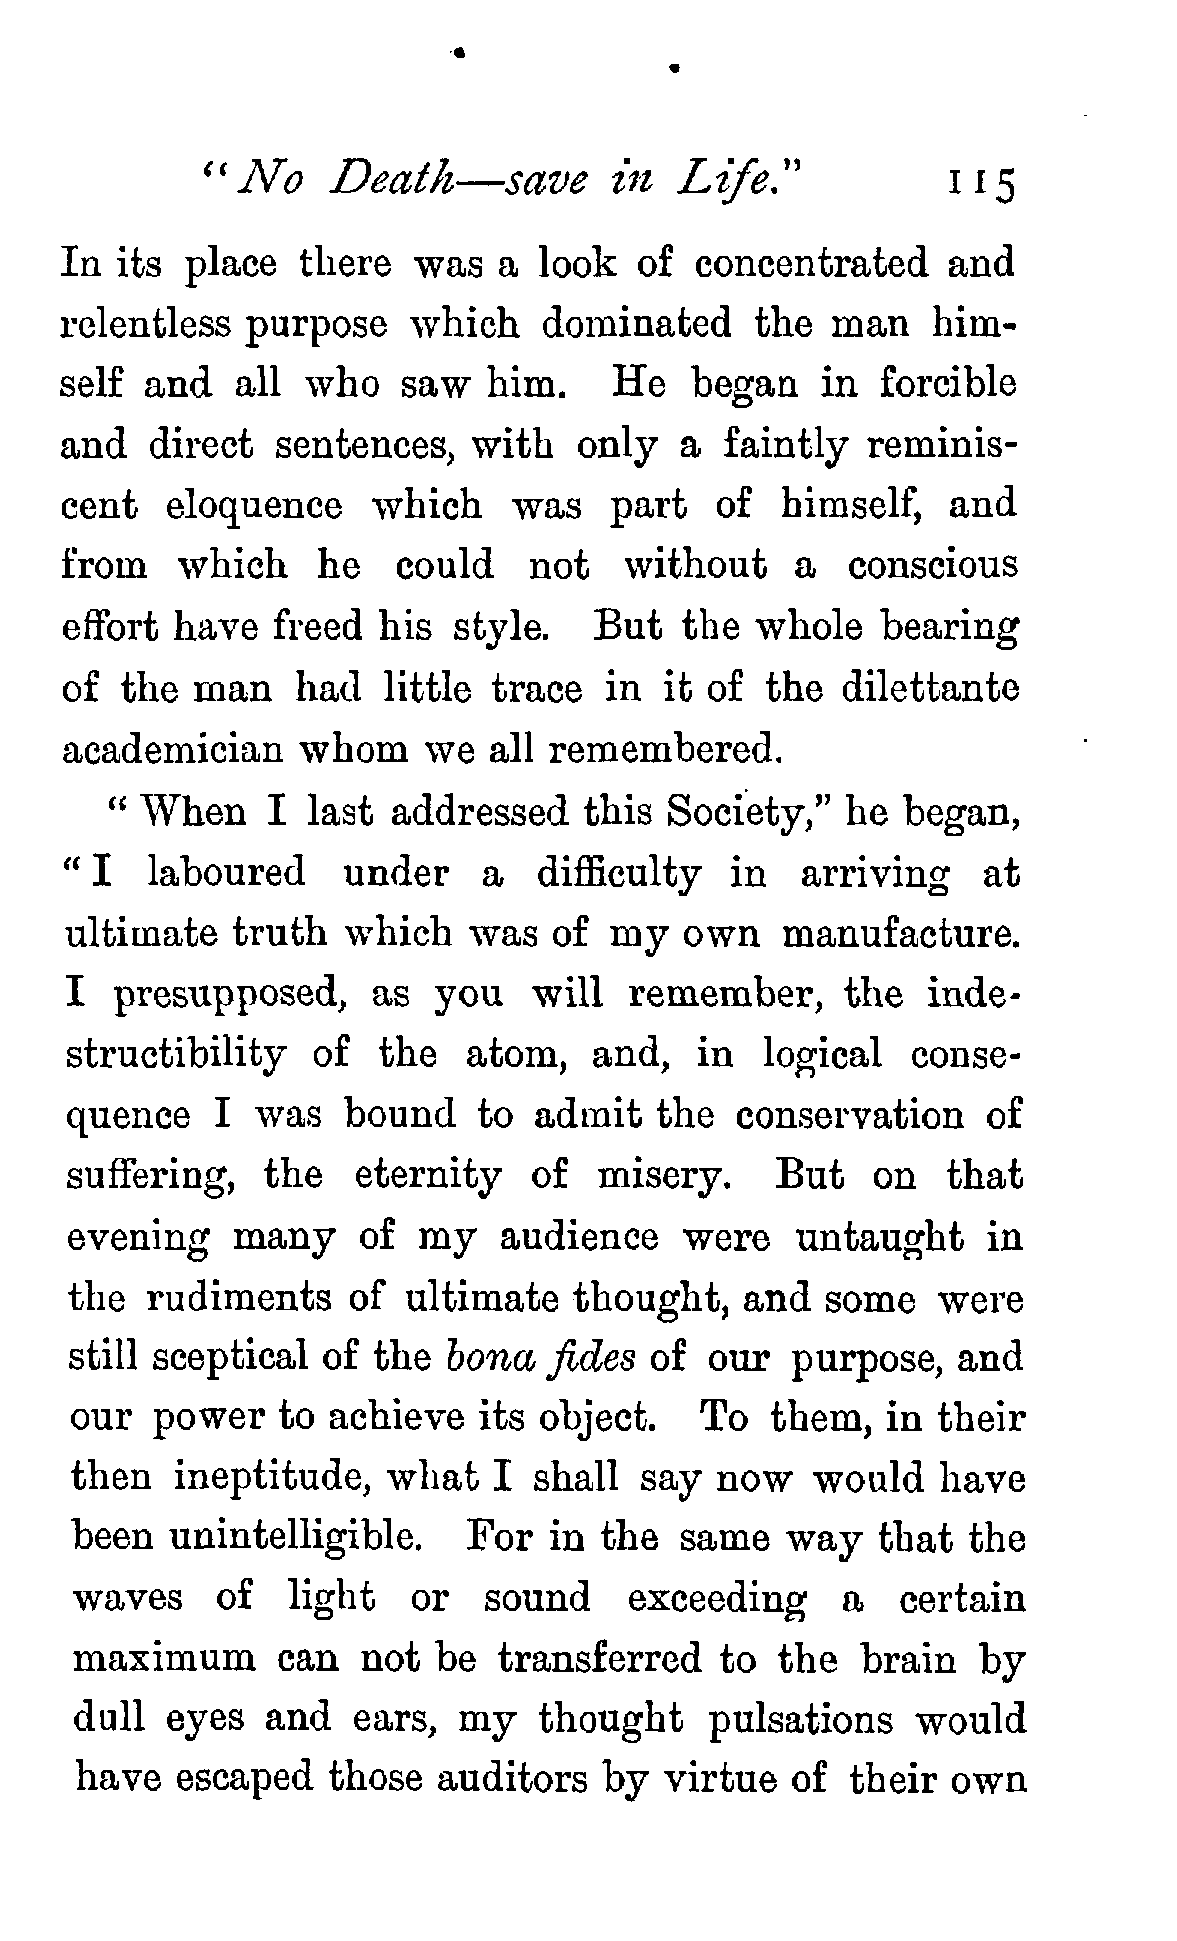 "No Death—save in Life." 115
In its place there was a look of concentrated and
relentless purpose which dominated the man him-
self and all who saw him. He began in forcible
and direct sentences, with only a faintly reminis-
cent eloquence which was part of himself, and
from which he could not without a conscious
effort have freed his style. But the whole bearing
of the man had little trace in it of the dilettante
academician whom we all remembered.
"When I last addressed this Society," he began,
"I laboured under a difficulty in arriving at
ultimate truth which was of my own manufacture.
I presupposed, as you will remember, the inde-
structibility of the atom, and, in logical conse-
quence I was bound to admit the conservation of
suffering, the eternity of misery. But on that
evening many of my audience were untaught in
the rudiments of ultimate thought, and some were
still sceptical of the bona fides of our purpose, and
our power to achieve its object. To them, in their
then ineptitude, what I shall say now would have
been unintelligible. For in the same way that the
waves of light or sound exceeding a certain
maximum can not be transferred to the brain by
dull eyes and ears, my thought pulsations would
have escaped those auditors by virtue of their own